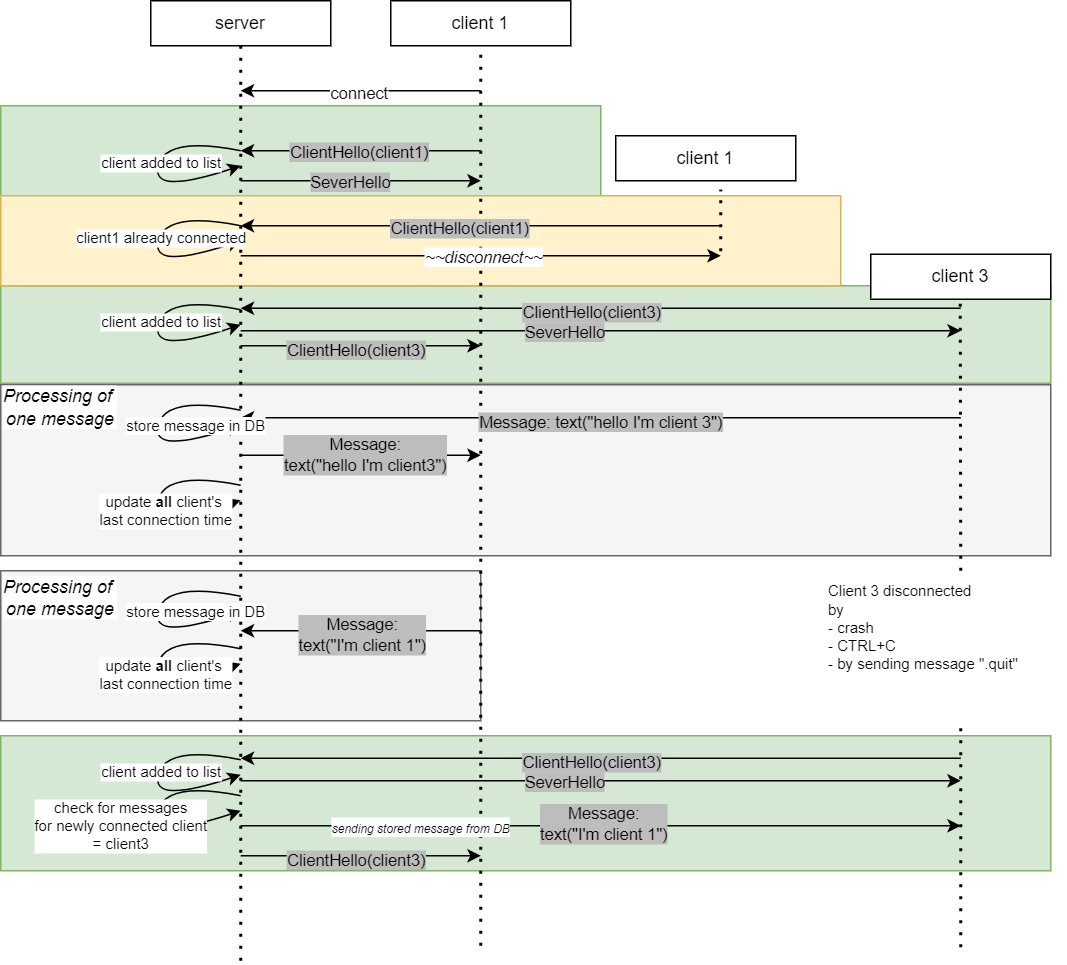 server
client 1
connect
ClientHello(client1)
client added to list
SeverHello
client 1
ClientHello(client1)
client1 already connected
~~disconnect~~
client 3
ClientHello(client3)
client added to list
SeverHello
ClientHello(client3)
Processing of
one message
store message in DB
Message: text("hello I'm client 3")
Message:
text("hello I'm client3")
update all client's
last connection time
Processing of
one message
store message in DB
Message:
text("I'm client 1")
update all client's
last connection time
Client 3 disconnected
by
- crash
- CTRL+C
- by sending message ".quit"
ClientHello(client3)
client added to list
SeverHello
check for messages
for newly connected client
= client3
sending stored message from DB
Message:
text("I'm client 1")
ClientHello(client3)